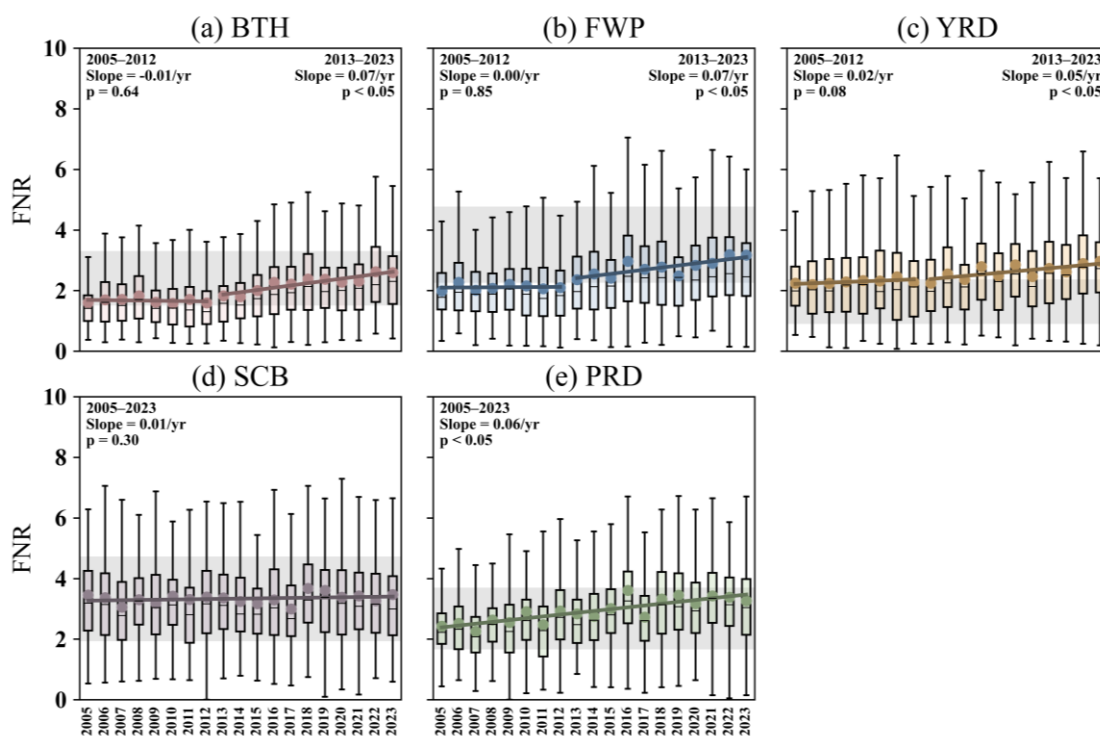 (a) BTH
(b) FWP
(c) YRD
10
8
6
4
2
0
FNR
2005–2012
Slope = -0.01/yr
p = 0.64
2013–2023
Slope = 0.07/yr
p < 0.05
2005–2012
Slope = 0.00/yr
p = 0.85
2013–2023
Slope = 0.07/yr
p < 0.05
2005–2012
Slope = 0.02/yr
p = 0.08
2013–2023
Slope = 0.05/yr
p < 0.05
(d) SCB
(e) PRD
10
8
6
4
2
0
FNR
2005–2023
Slope = 0.01/yr
p = 0.30
2005–2023
Slope = 0.06/yr
p < 0.05
2005 2006 2007 2008 2009 2010 2011 2012 2013 2014 2015 2016 2017 2018 2019 2020 2021 2022 2023
2005 2006 2007 2008 2009 2010 2011 2012 2013 2014 2015 2016 2017 2018 2019 2020 2021 2022 2023